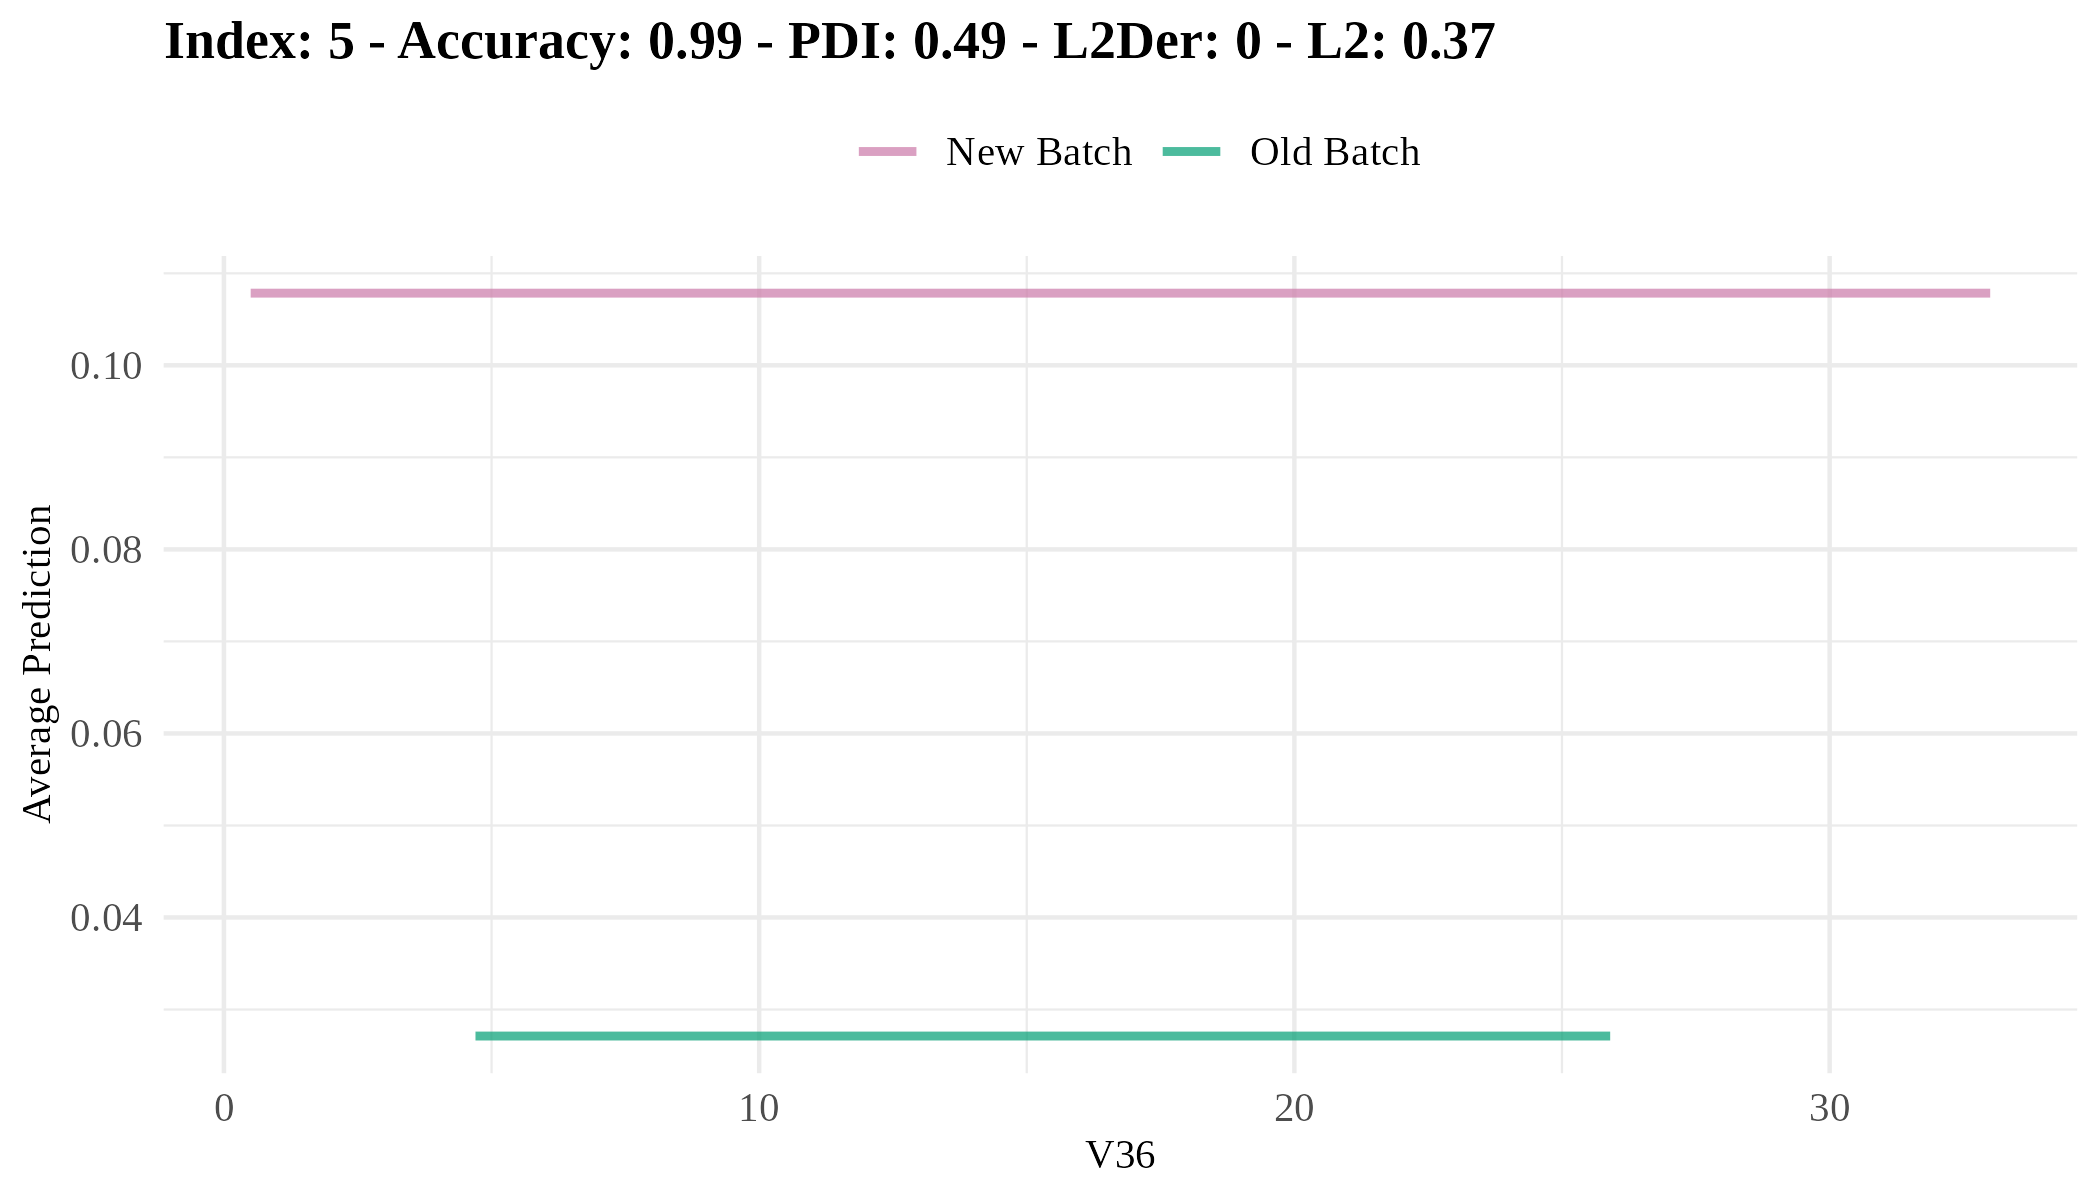 Index: 5 - Accuracy: 0.99 - PDI: 0.49 - L2Der: 0 - L2: 0.37
New Batch Old Batch
Average Prediction
0.10
0.08
0.06
0.04
0 10 20 30
V36